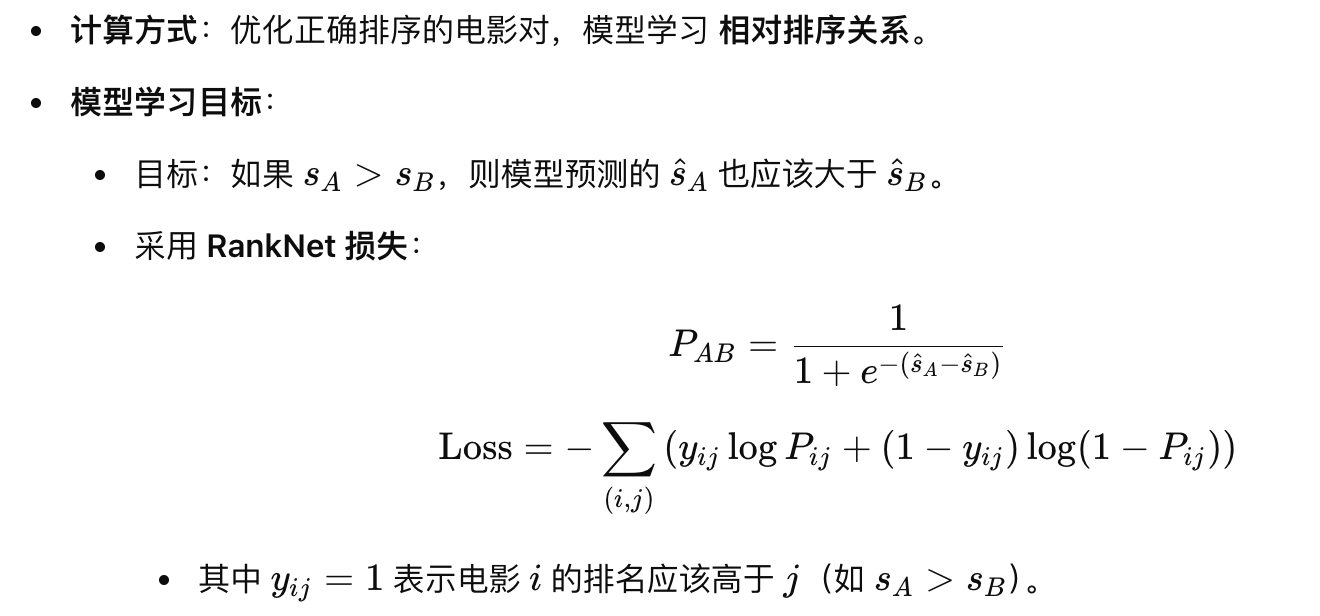 • 计算方式：优化正确排序的电影对，模型学习 相对排序关系。
• 模型学习目标：
• 目标：如果 $s_A > s_B$，则模型预测的 $\hat{s}_A$ 也应该大于 $\hat{s}_B$。
• 采用 RankNet 损失：
$P_{AB} = \frac{1}{1 + e^{-(\hat{s}_A - \hat{s}_B)}}$
$\text{Loss} = -\sum_{(i,j)} (y_{ij} \log P_{ij} + (1 - y_{ij}) \log(1 - P_{ij}))$
• 其中 $y_{ij} = 1$ 表示电影 $i$ 的排名应该高于 $j$（如 $s_A > s_B$）。